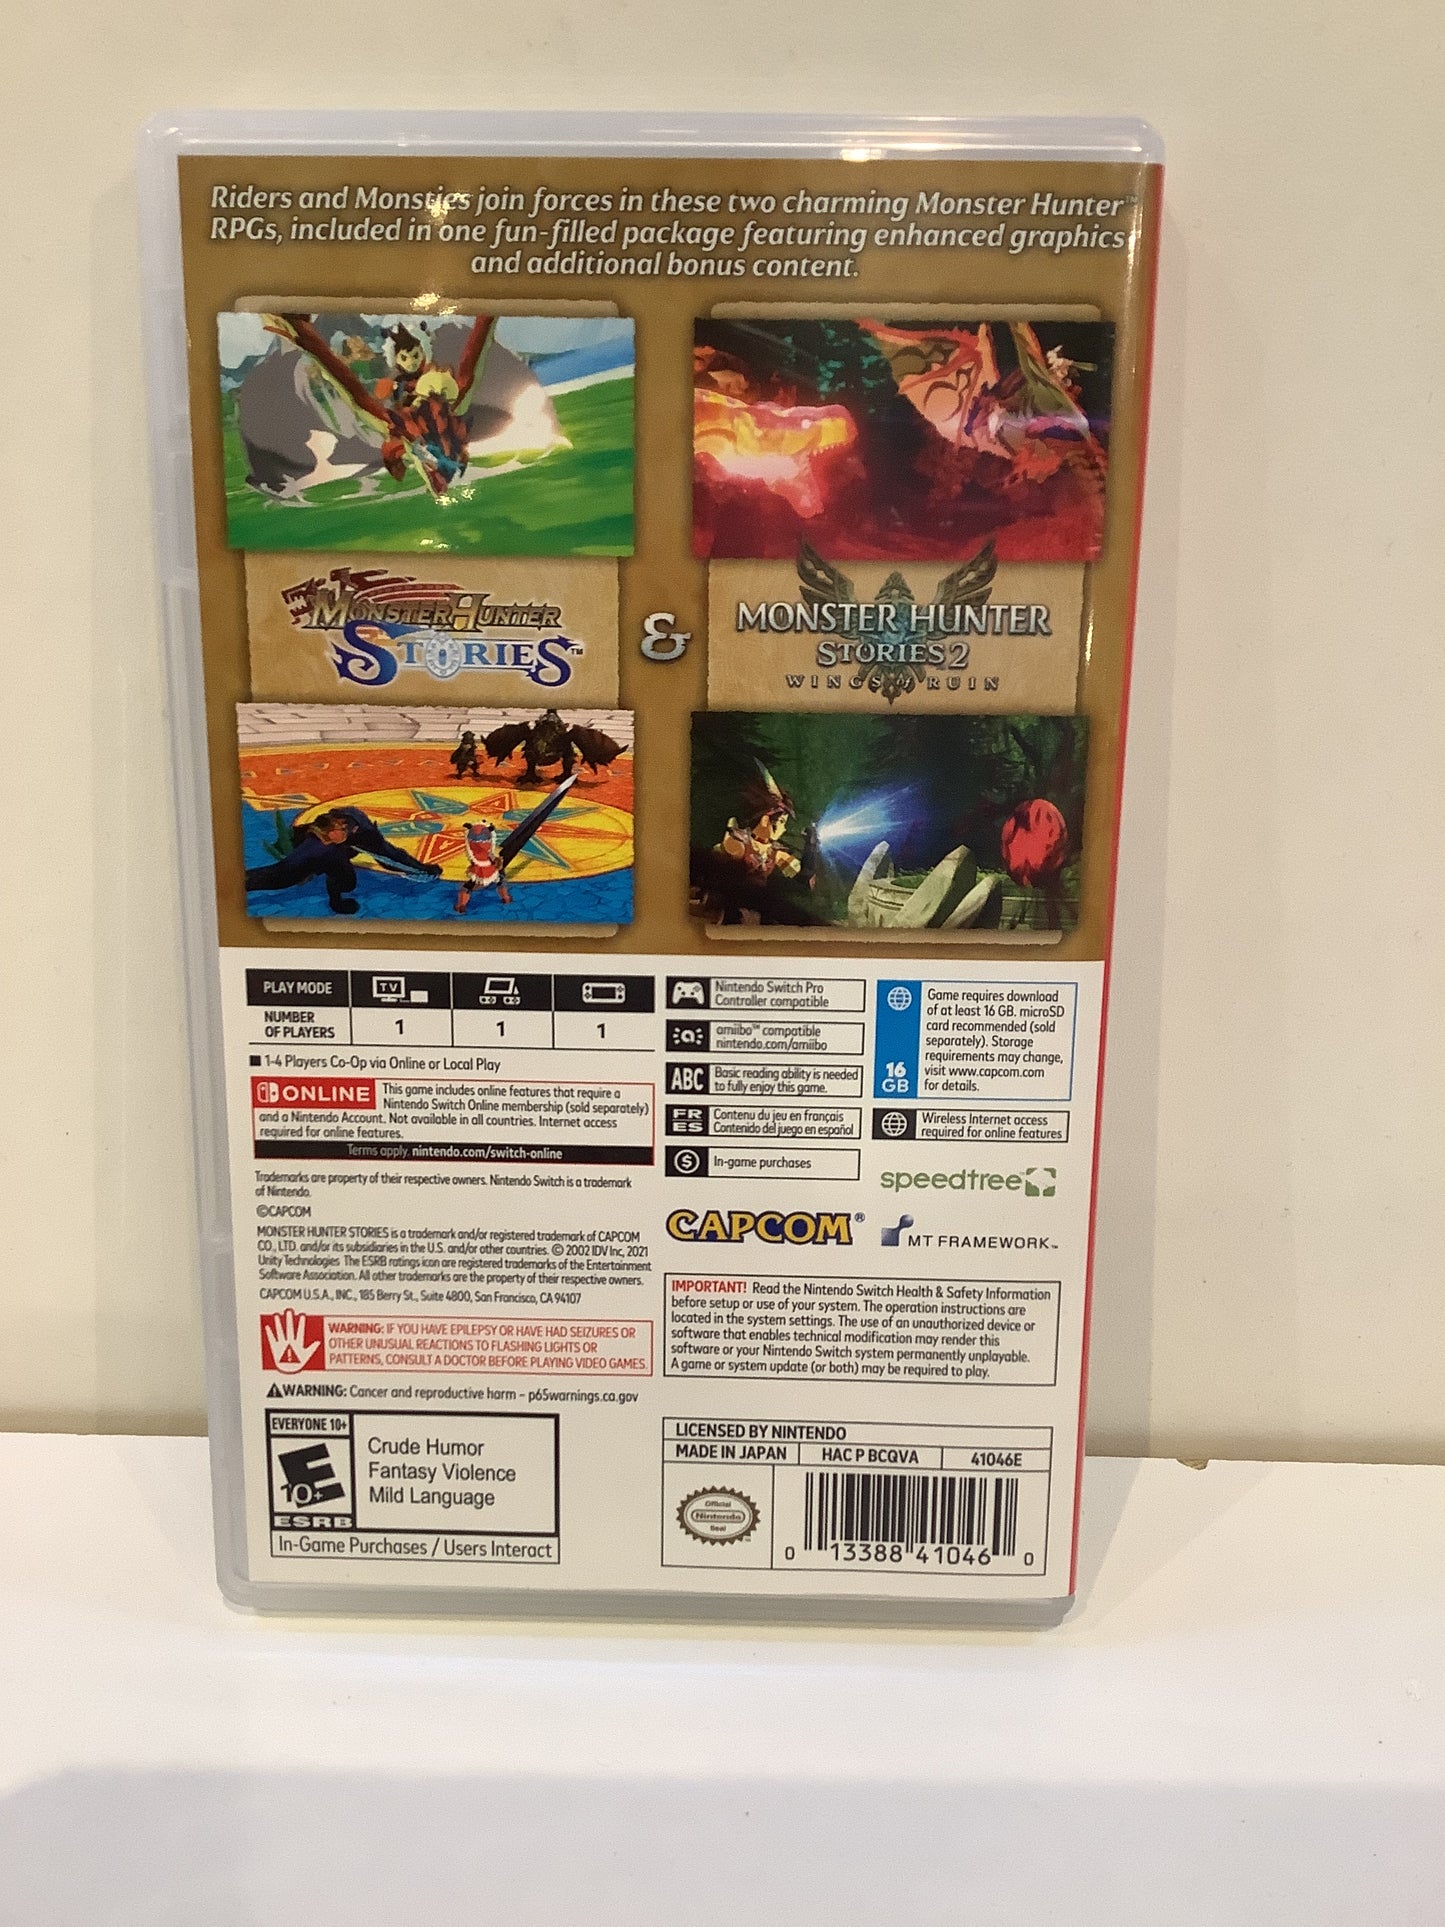 Riders and Monsties join forces in these two charming Monster Hunter™
RPGs, included in one fun-filled package featuring enhanced graphics
and additional bonus content.
MONSTER HUNTER
STORIES™
&
MONSTER HUNTER
STORIES 2
WINGS of RUIN
PLAY MODE
TV
NUMBER
OF PLAYERS
1
1
1
■ 1-4 Players Co-Op via Online or Local Play
ONLINE
This game includes online features that require a
Nintendo Switch Online membership (sold separately)
and a Nintendo Account. Not available in all countries. Internet access
required for online features.
Terms apply. nintendo.com/switch-online
Trademarks are property of their respective owners. Nintendo Switch is a trademark
of Nintendo.
©CAPCOM
MONSTER HUNTER STORIES is a trademark and/or registered trademark of CAPCOM
CO., LTD. and/or its subsidiaries in the U.S. and/or other countries. © 2002 IDV Inc, 2021
Unity Technologies The ESRB ratings icon are registered trademarks of the Entertainment
Software Association. All other trademarks are the property of their respective owners.
CAPCOM U.S.A., INC., 185 Berry St., Suite 4800, San Francisco, CA 94107
WARNING: IF YOU HAVE EPILEPSY OR HAVE HAD SEIZURES OR
OTHER UNUSUAL REACTIONS TO FLASHING LIGHTS OR
PATTERNS, CONSULT A DOCTOR BEFORE PLAYING VIDEO GAMES.
⚠WARNING: Cancer and reproductive harm – p65warnings.ca.gov
EVERYONE 10+
E
10+
ESRB
Crude Humor
Fantasy Violence
Mild Language
In-Game Purchases / Users Interact
Nintendo Switch Pro
Controller compatible
amiibo™ compatible
nintendo.com/amiibo
ABC
Basic reading ability is needed
to fully enjoy this game.
FR
ES
Contenu du jeu en français
Contenido del juego en español
$
In-game purchases
16
GB
Game requires download
of at least 16 GB. microSD
card recommended (sold
separately). Storage
requirements may change,
visit www.capcom.com
for details.
Wireless Internet access
required for online features
speedtree
CAPCOM®
MT FRAMEWORK™
IMPORTANT! Read the Nintendo Switch Health & Safety Information
before setup or use of your system. The operation instructions are
located in the system settings. The use of an unauthorized device or
software that enables technical modification may render this
software or your Nintendo Switch system permanently unplayable.
A game or system update (or both) may be required to play.
LICENSED BY NINTENDO
MADE IN JAPAN
HAC P BCQVA
41046E
Official
Nintendo
Seal
0 13388 41046 0